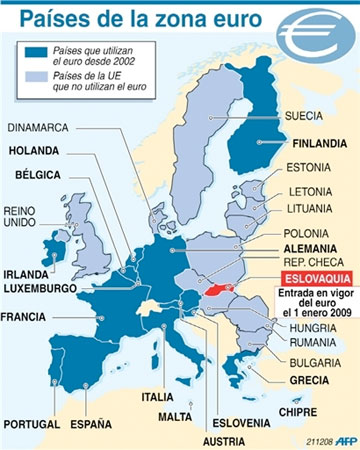 Países de la zona euro
€
Países que utilizan
el euro desde 2002
Países de la UE
que no utilizan el euro
SUECIA
DINAMARCA
FINLANDIA
HOLANDA
ESTONIA
BÉLGICA
LETONIA
LITUANIA
REINO
UNIDO
POLONIA
ALEMANIA
REP. CHECA
IRLANDA
ESLOVAQUIA
LUXEMBURGO
Entrada en vigor
del euro
el 1 enero 2009
FRANCIA
HUNGRIA
RUMANIA
BULGARIA
GRECIA
ITALIA
MALTA
CHIPRE
PORTUGAL
ESPAÑA
ESLOVENIA
AUSTRIA
211208 AFP